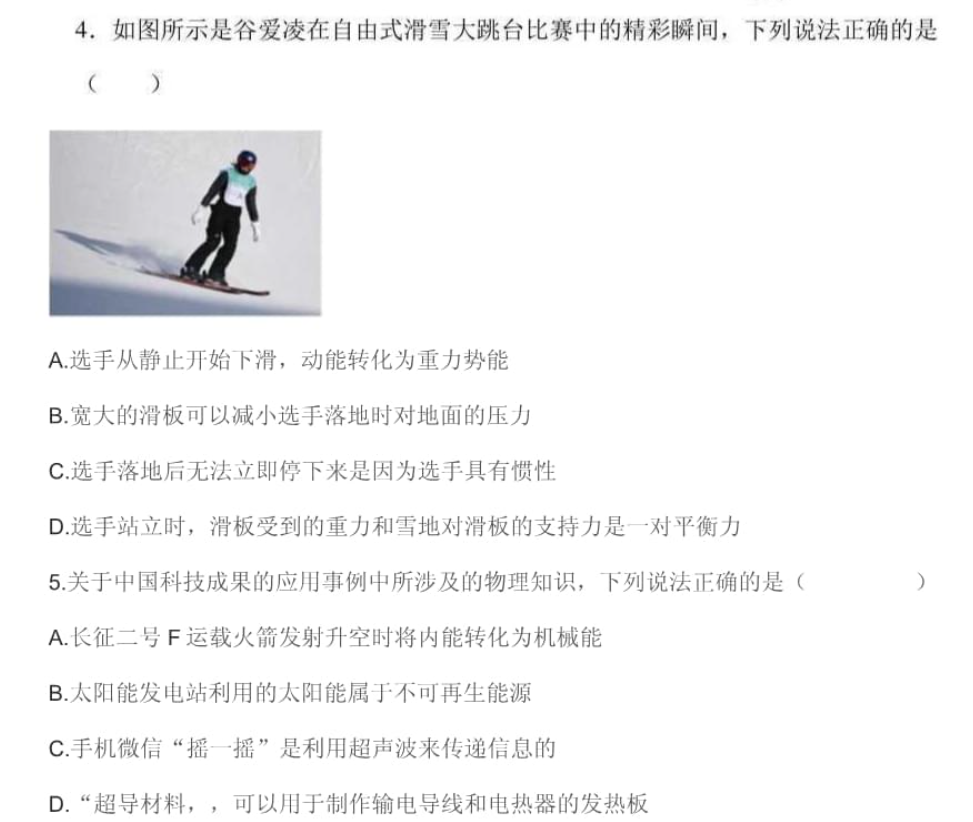 4．如图所示是谷爱凌在自由式滑雪大跳台比赛中的精彩瞬间，下列说法正确的是
（　　）
A.选手从静止开始下滑，动能转化为重力势能
B.宽大的滑板可以减小选手落地时对地面的压力
C.选手落地后无法立即停下来是因为选手具有惯性
D.选手站立时，滑板受到的重力和雪地对滑板的支持力是一对平衡力
5.关于中国科技成果的应用事例中所涉及的物理知识，下列说法正确的是（　　　　）
A.长征二号 F 运载火箭发射升空时将内能转化为机械能
B.太阳能发电站利用的太阳能属于不可再生能源
C.手机微信“摇一摇”是利用超声波来传递信息的
D.“超导材料，，可以用于制作输电导线和电热器的发热板